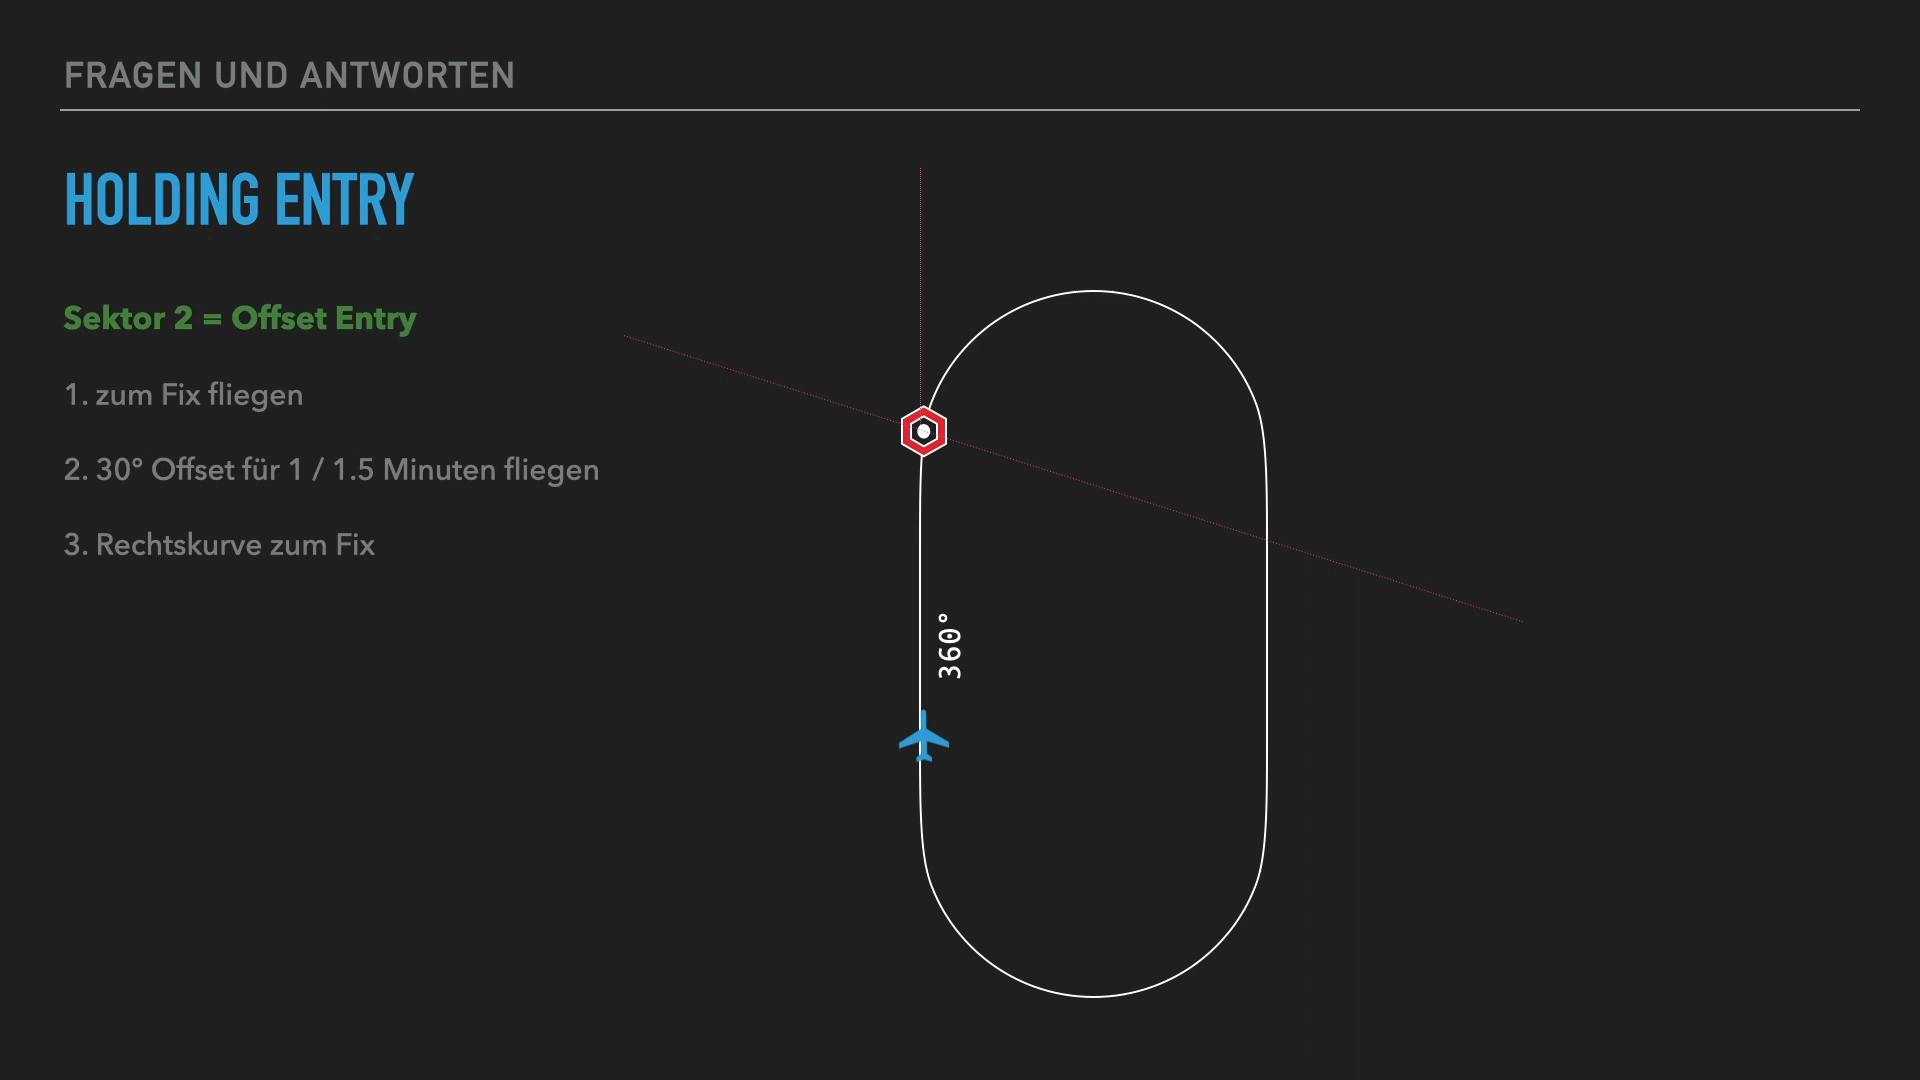 FRAGEN UND ANTWORTEN
HOLDING ENTRY
Sektor 2 = Offset Entry
1. zum Fix fliegen
2. 30° Offset für 1 / 1.5 Minuten fliegen
3. Rechtskurve zum Fix
360°